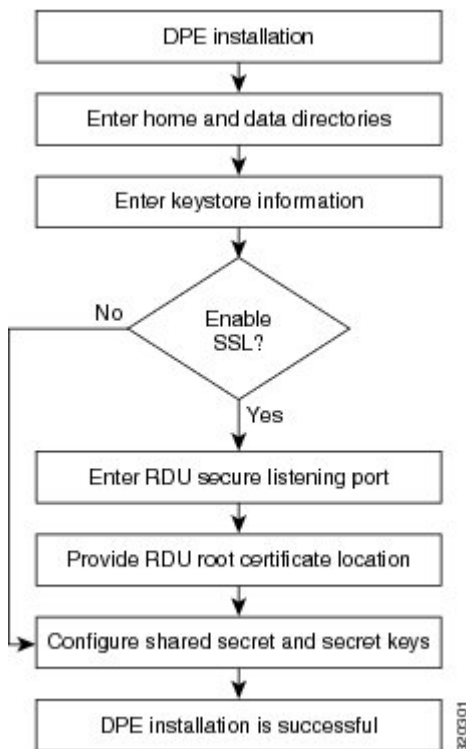 DPE installation
Enter home and data directories
Enter keystore information
Enable
SSL?
No
Yes
Enter RDU secure listening port
Provide RDU root certificate location
Configure shared secret and secret keys
DPE installation is successful
320301